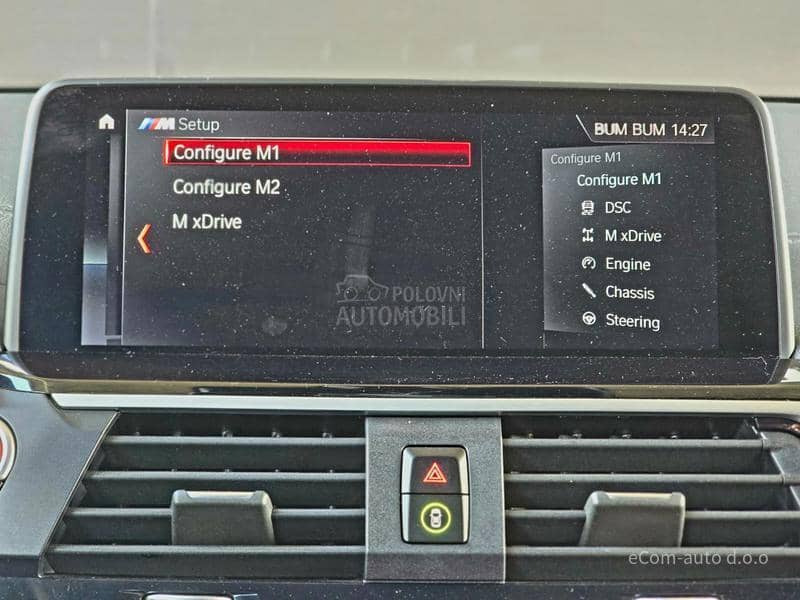 M Setup
BUM BUM 14:27
Configure M1
Configure M2
M xDrive
Configure M1
Configure M1
DSC
M xDrive
Engine
Chassis
Steering
POLOVNI
AUTOMOBILI
eCom-auto d.o.o